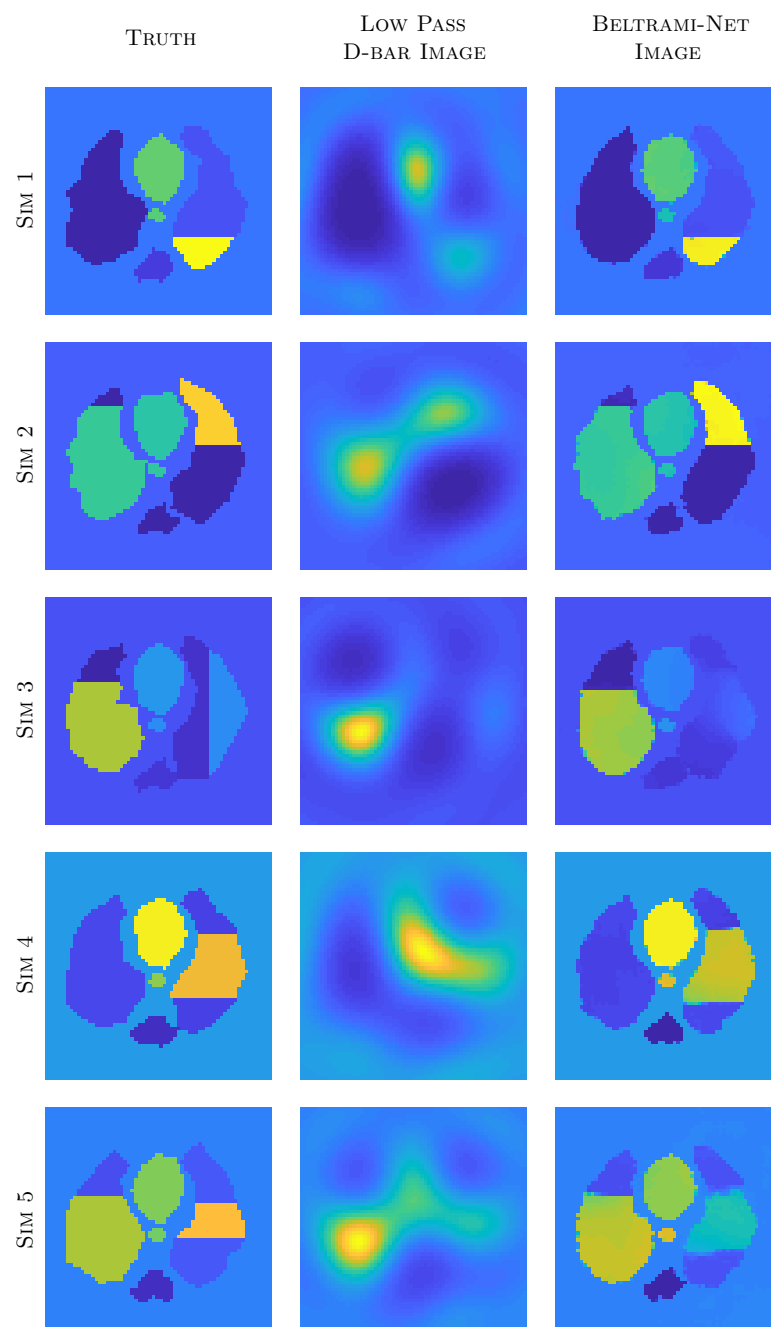 TRUTH
LOW PASS
D-BAR IMAGE
BELTRAMI-NET
IMAGE
SIM 1
SIM 2
SIM 3
SIM 4
SIM 5